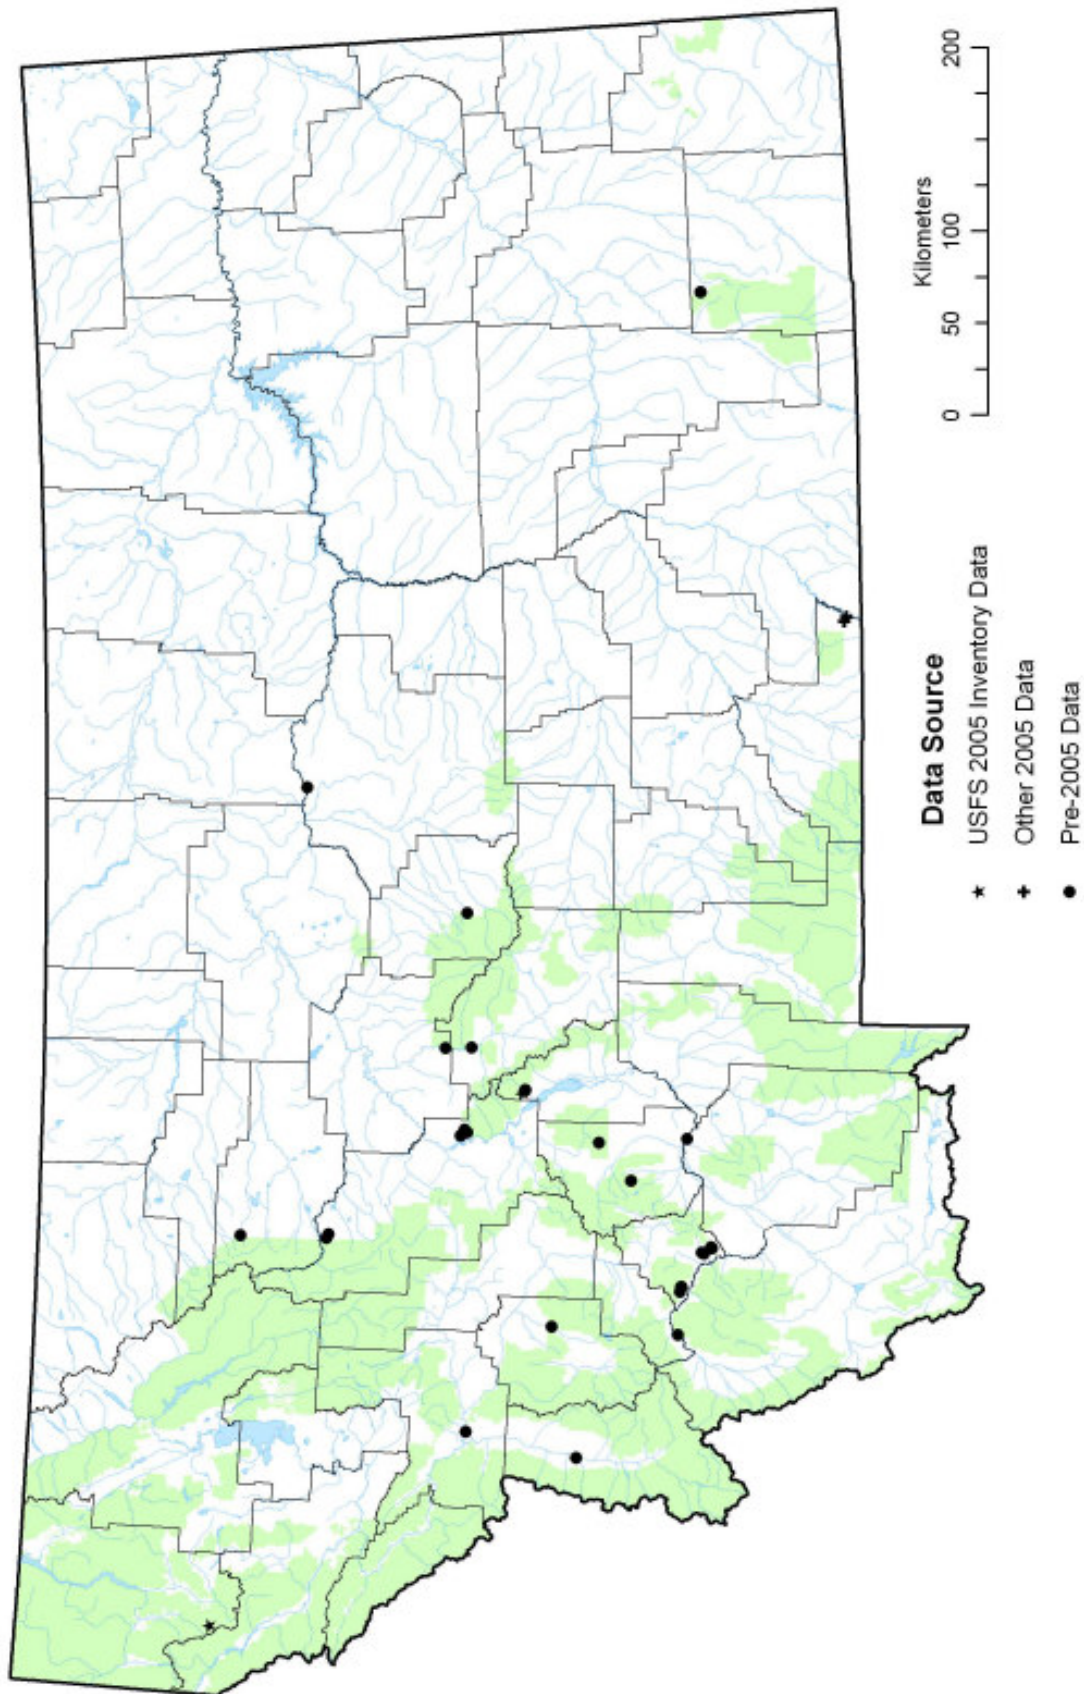 Data Source
★ USFS 2005 Inventory Data
✚ Other 2005 Data
● Pre-2005 Data
0 50 100 200
Kilometers